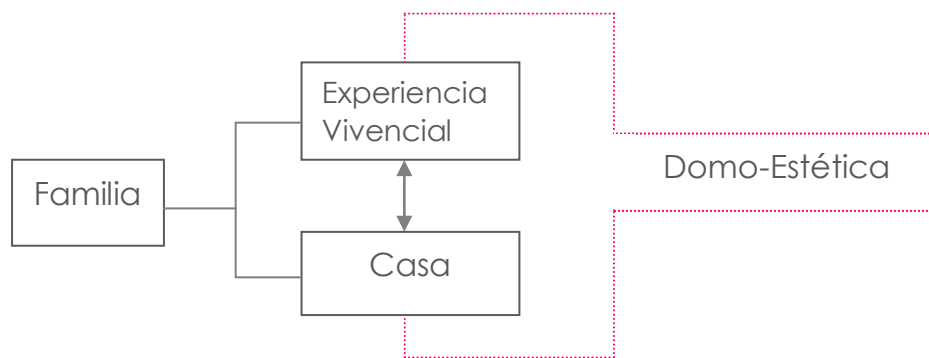 Experiencia
Vivencial
Familia
Domo-Estética
Casa